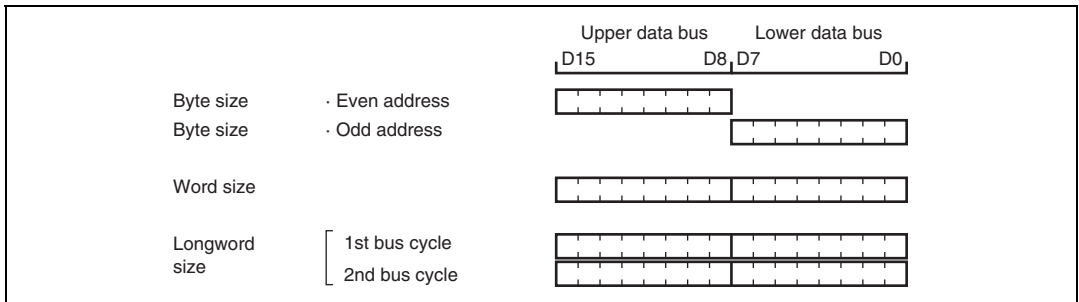 Upper data bus Lower data bus
D15 D8 D7 D0
Byte size · Even address
Byte size · Odd address
Word size
Longword size
1st bus cycle
2nd bus cycle